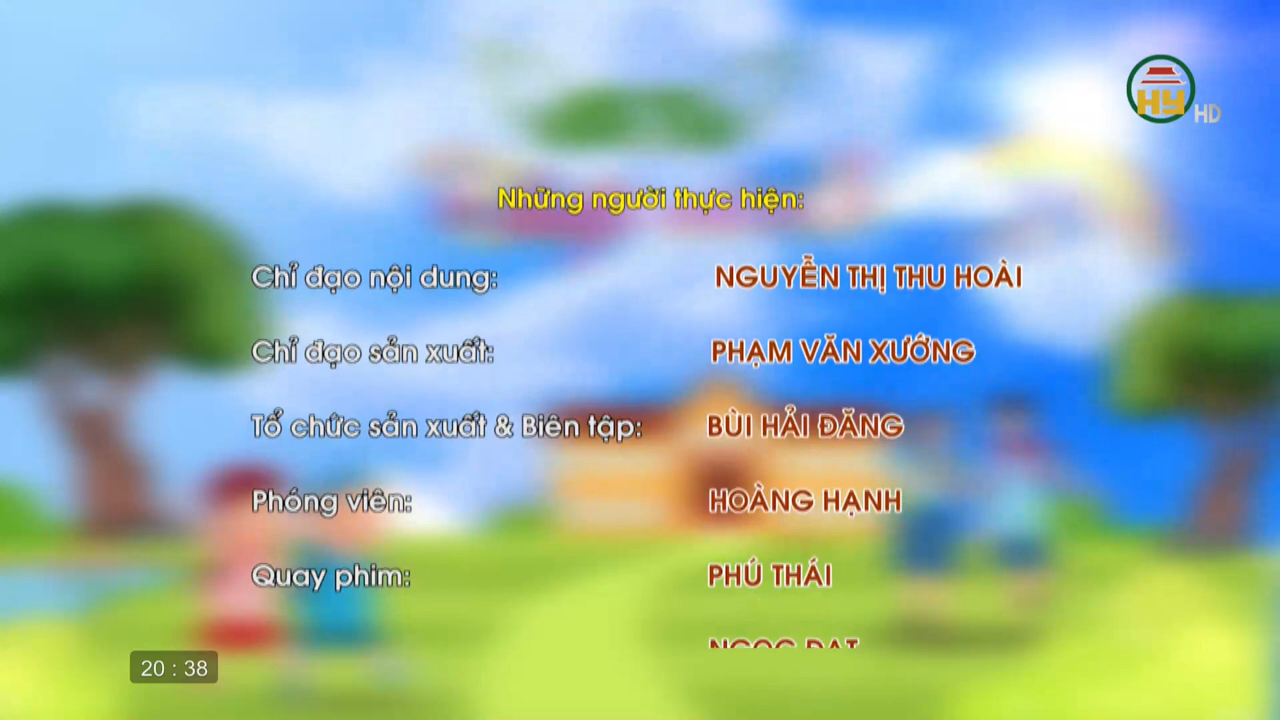 HY HD
Những người thực hiện:
Chỉ đạo nội dung: NGUYỄN THỊ THU HOÀI
Chỉ đạo sản xuất: PHẠM VĂN XƯỚNG
Tổ chức sản xuất & Biên tập: BÙI HẢI ĐĂNG
Phóng viên: HOÀNG HẠNH
Quay phim: PHÚ THÁI
20 : 38